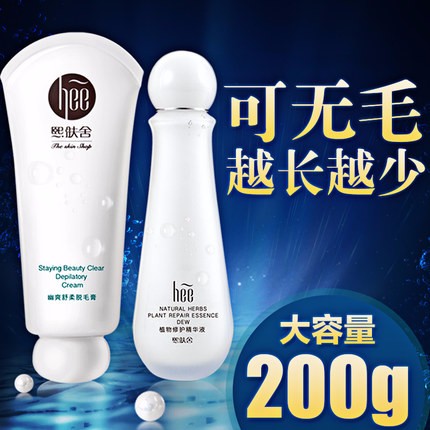 hee
熙佅舍
The skin Shop
Staying Beauty Clear
Depilatory
Cream
幽爽舒柔脱毛膏
hee
NATURAL HERBS
PLANT REPAIR ESSENCE
DEW
植物修护精华液
熙佅舍
可无毛
越长越少
大容量
200g